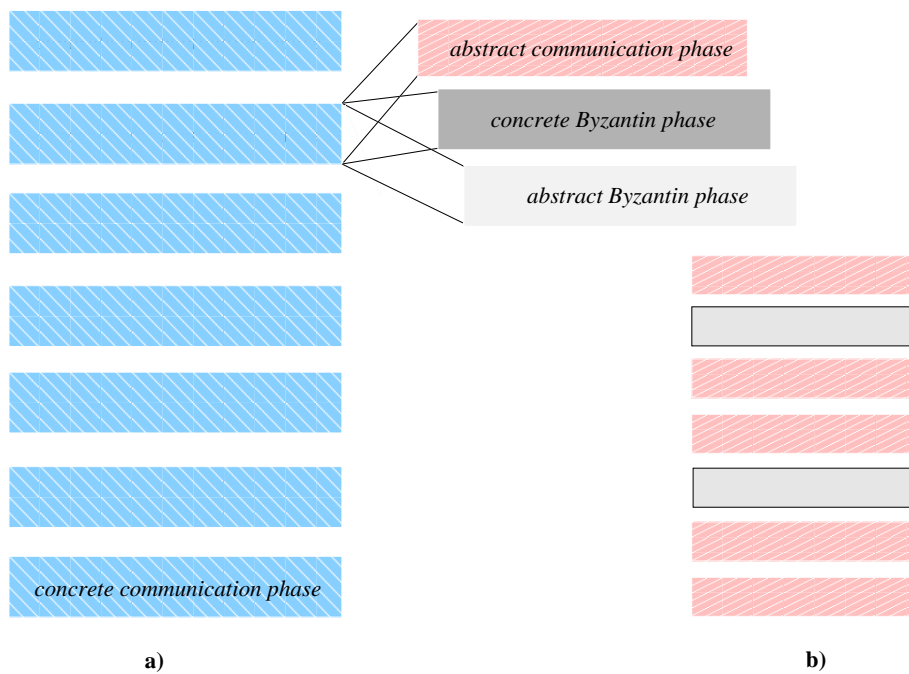 abstract communication phase
concrete Byzantin phase
abstract Byzantin phase
concrete communication phase
a)
b)